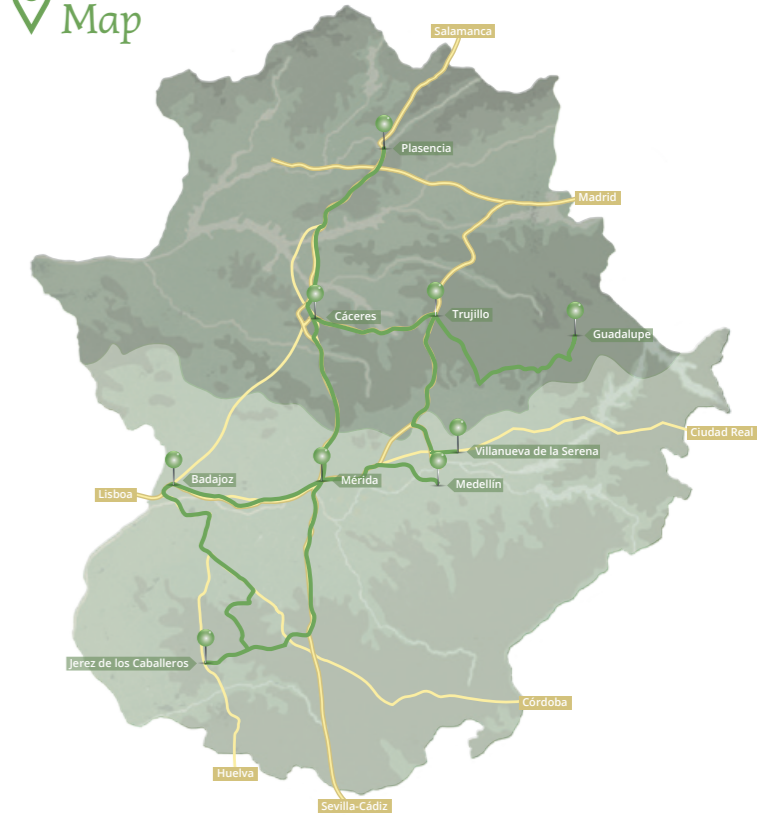 Map
Salamanca
Plasencia
Madrid
Cáceres
Trujillo
Guadalupe
Ciudad Real
Villanueva de la Serena
Badajoz
Mérida
Medellín
Lisboa
Jerez de los Caballeros
Córdoba
Huelva
Sevilla-Cádiz